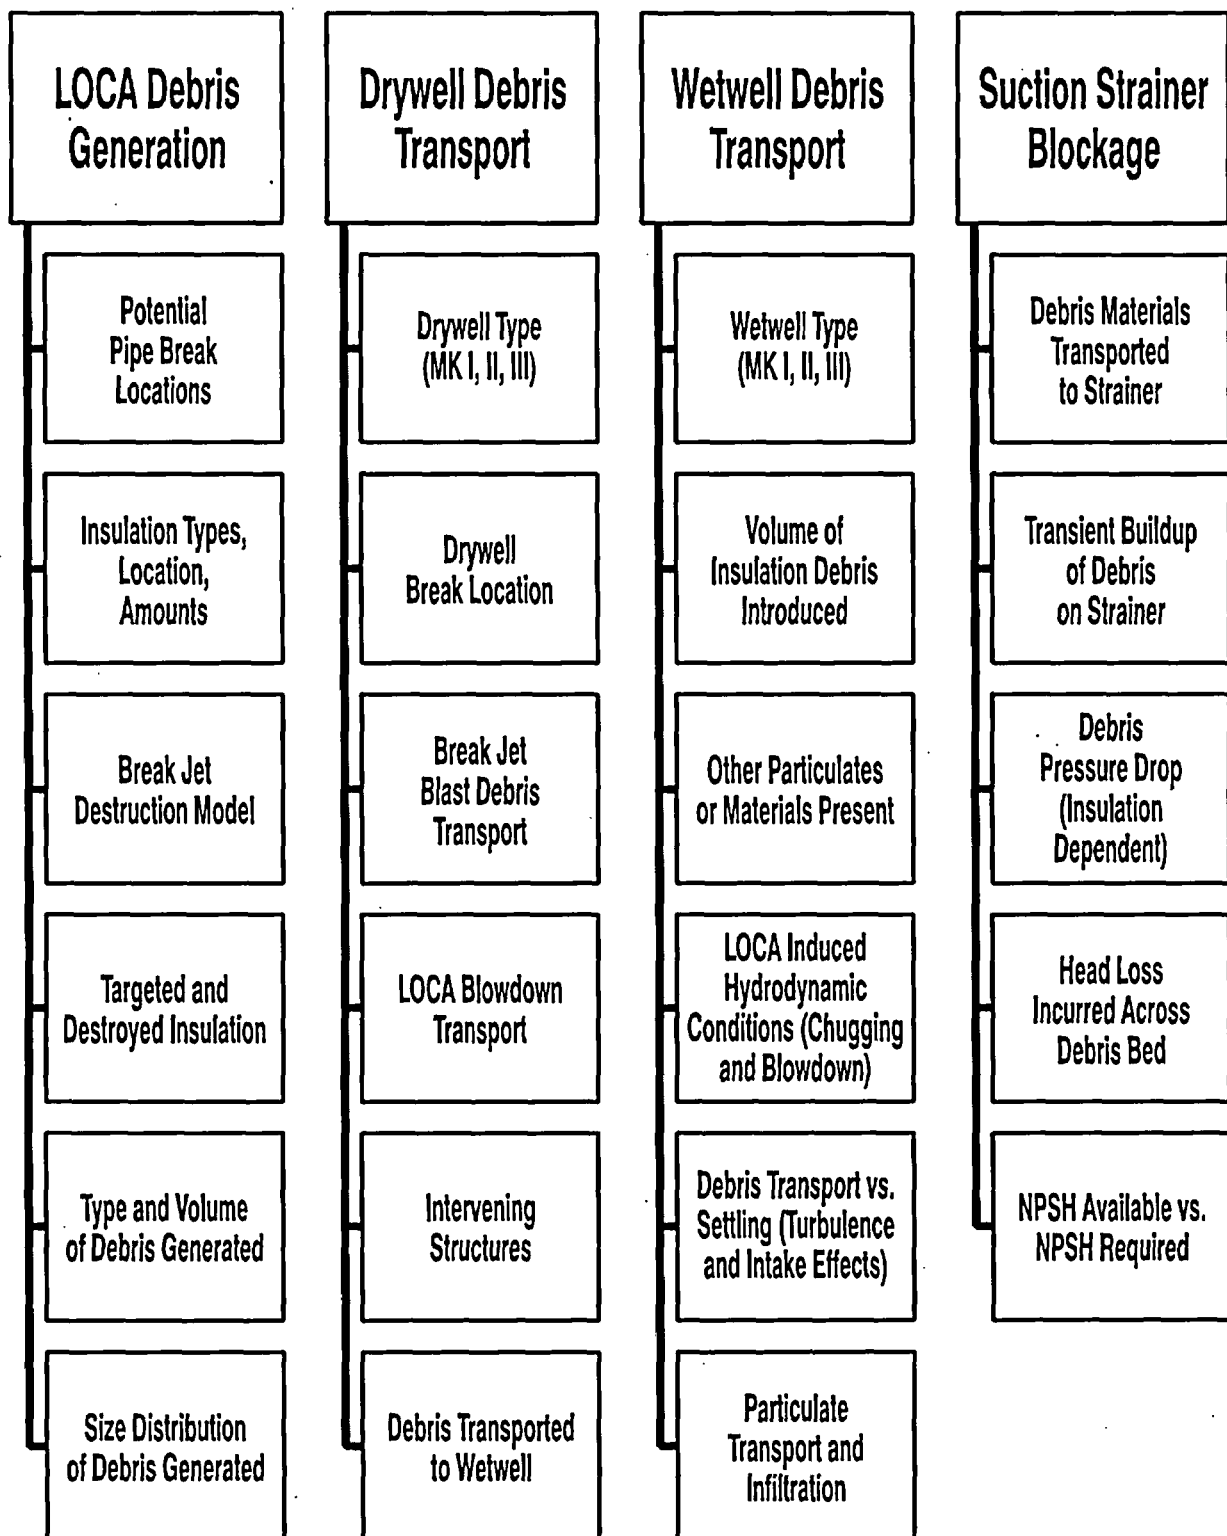 LOCA Debris
Generation
Potential
Pipe Break
Locations
Insulation Types,
Location,
Amounts
Break Jet
Destruction Model
Targeted and
Destroyed Insulation
Type and Volume
of Debris Generated
Size Distribution
of Debris Generated
Drywell Debris
Transport
Drywell Type
(MK I, II, III)
Drywell
Break Location
Break Jet
Blast Debris
Transport
LOCA Blowdown
Transport
Intervening
Structures
Debris Transported
to Wetwell
Wetwell Debris
Transport
Wetwell Type
(MK I, II, III)
Volume of
Insulation Debris
Introduced
Other Particulates
or Materials Present
LOCA Induced
Hydrodynamic
Conditions (Chugging
and Blowdown)
Debris Transport vs.
Settling (Turbulence
and Intake Effects)
Particulate
Transport and
Infiltration
Suction Strainer
Blockage
Debris Materials
Transported
to Strainer
Transient Buildup
of Debris
on Strainer
Debris
Pressure Drop
(Insulation
Dependent)
Head Loss
Incurred Across
Debris Bed
NPSH Available vs.
NPSH Required